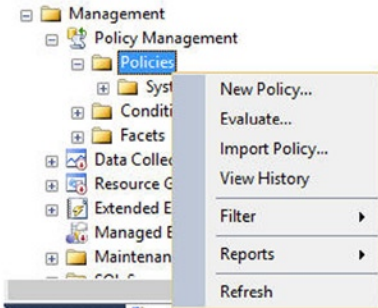 Management
Policy Management
Policies
Syst
New Policy...
Evaluate...
Conditi
Import Policy...
Facets
View History
Data Collec
Resource G
Extended E
Filter
Managed B
Maintenan
Reports
Refresh